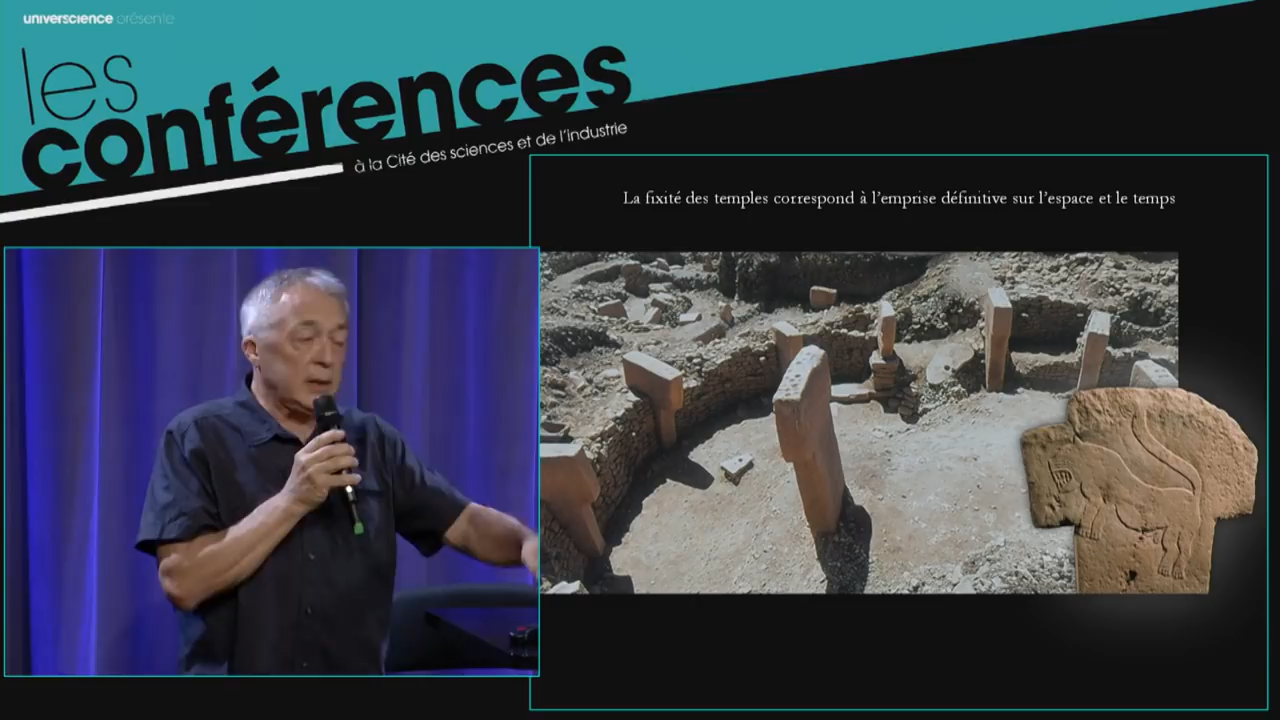 universcience présente
les
conférences
à la Cité des sciences et de l'industrie
La fixité des temples correspond à l'emprise définitive sur l'espace et le temps